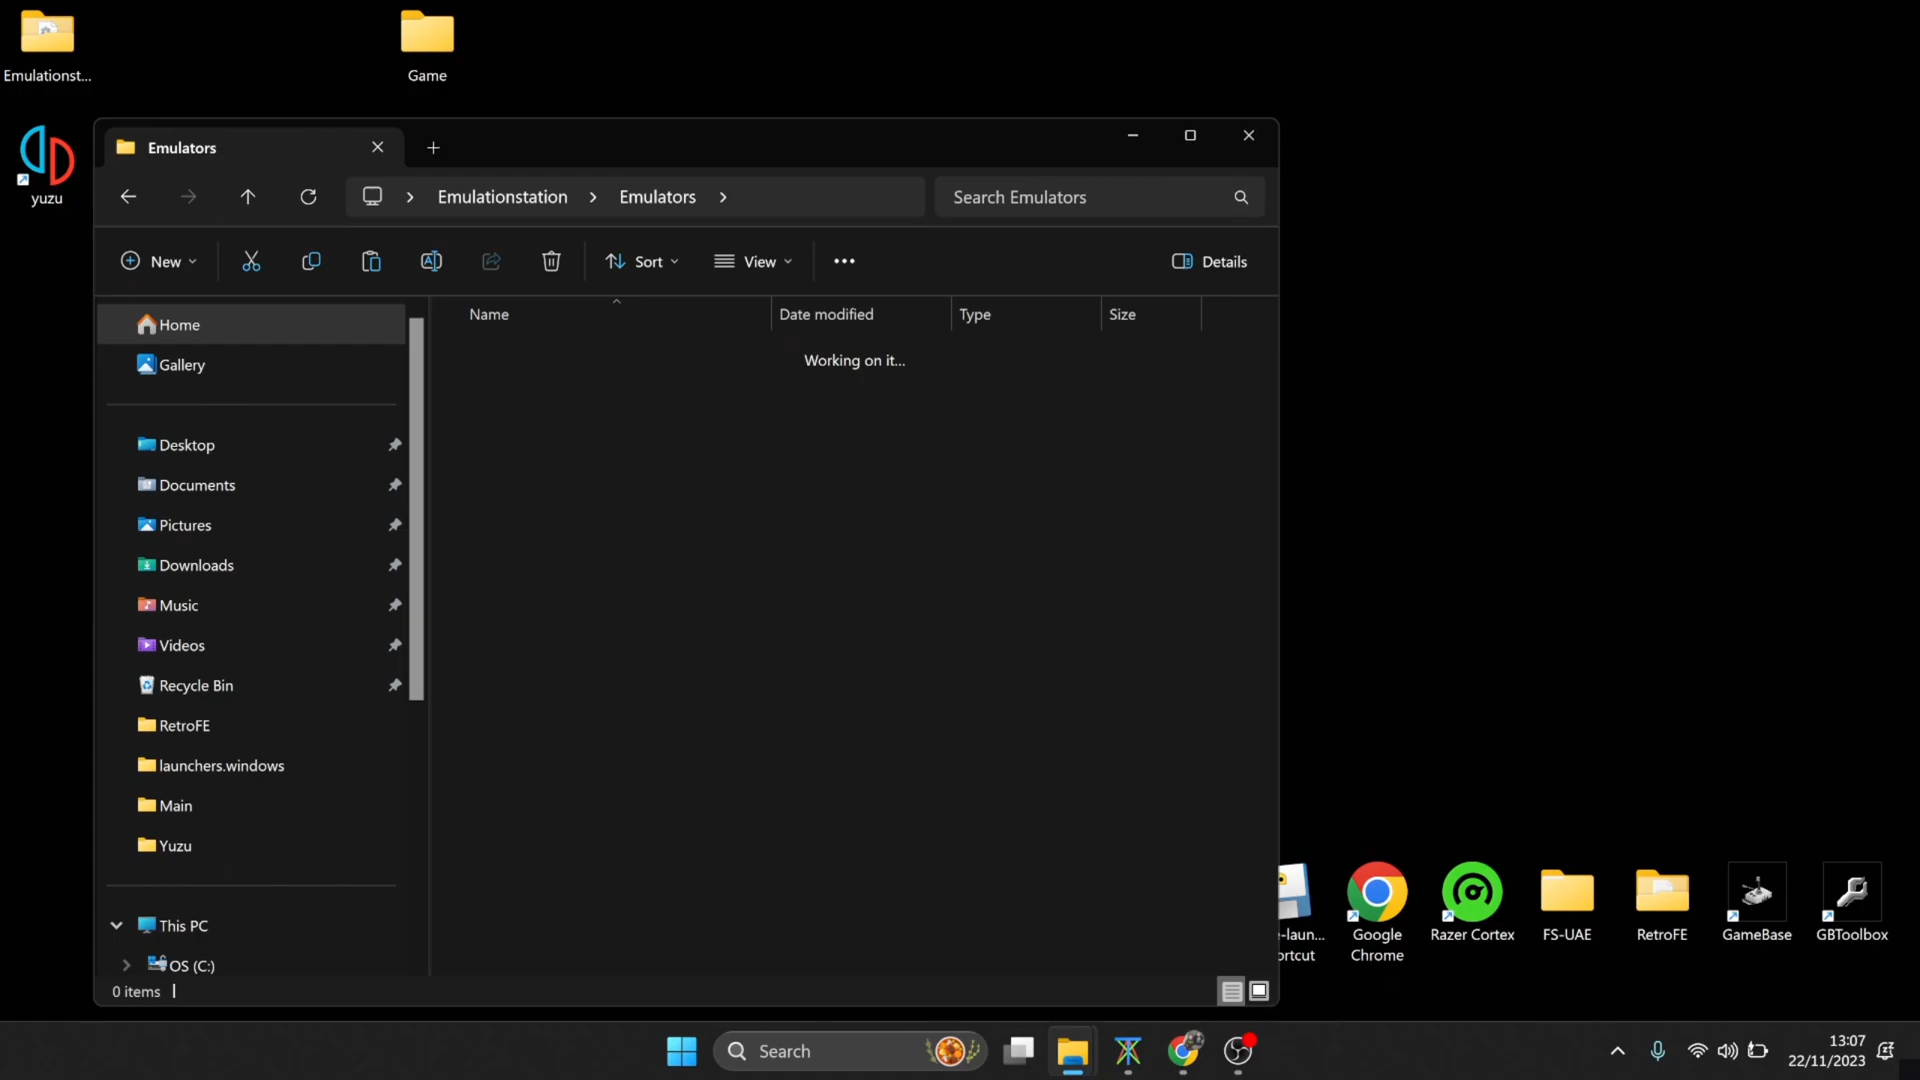 Emulationst...
Game
yuzu
Emulators
Emulationstation
Emulators
Search Emulators
New
Sort
View
Details
Name
Date modified
Type
Size
Working on it...
Home
Gallery
Desktop
Documents
Pictures
Downloads
Music
Videos
Recycle Bin
RetroFE
launchers.windows
Main
Yuzu
This PC
OS (C:)
0 items
e-laun...
ortcut
Google
Chrome
Razer Cortex
FS-UAE
RetroFE
GameBase
GBToolbox
Search
13:07
22/11/2023